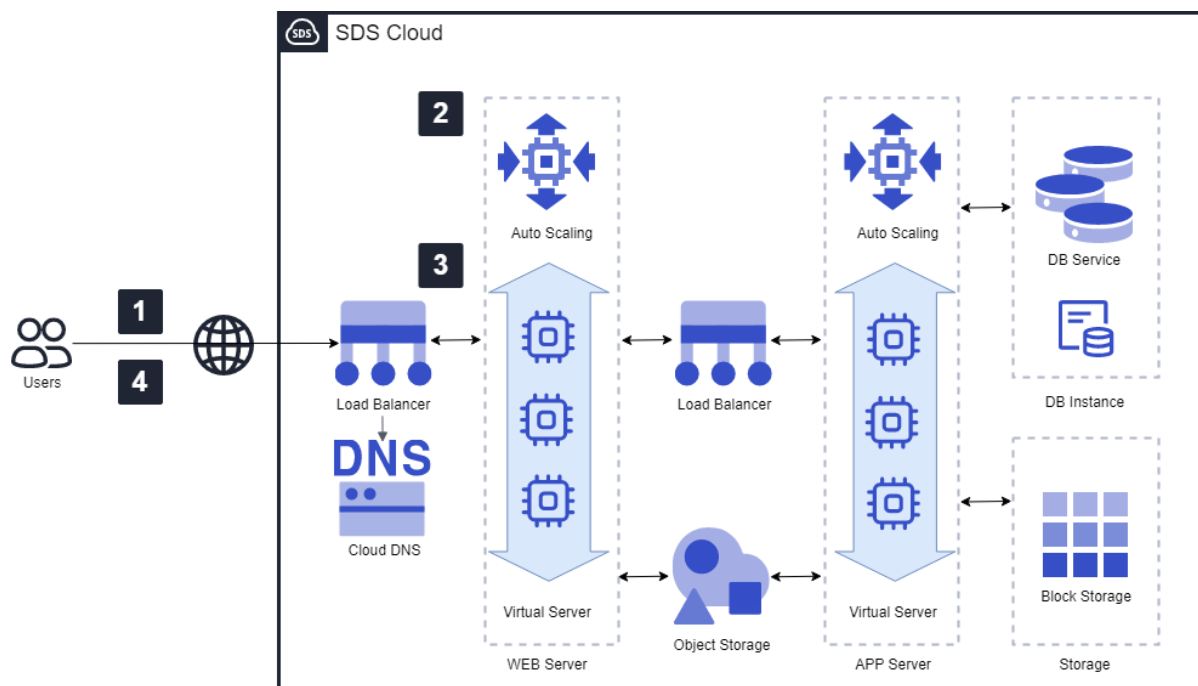 SDS
SDS Cloud
2
Auto Scaling
Auto Scaling
DB Service
3
1
4
Users
Load Balancer
Load Balancer
DB Instance
DNS
Cloud DNS
Virtual Server
Virtual Server
Block Storage
Object Storage
WEB Server
APP Server
Storage